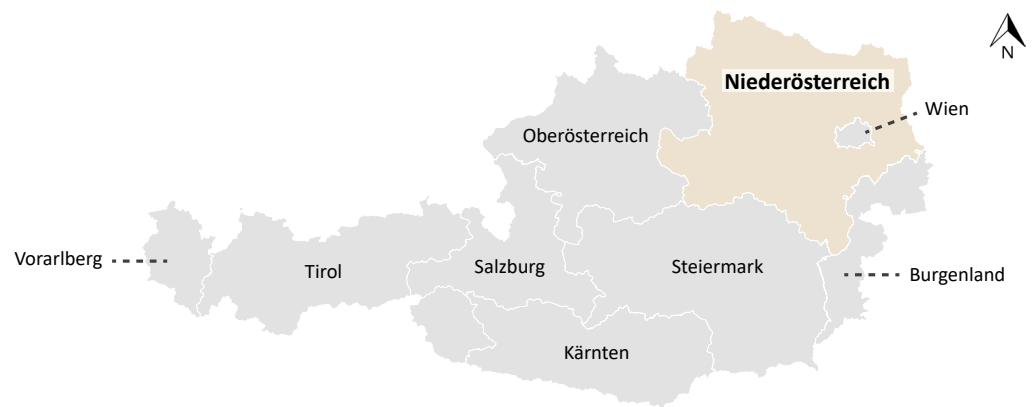 N
Niederösterreich
Wien
Oberösterreich
Vorarlberg
Tirol
Salzburg
Steiermark
Burgenland
Kärnten